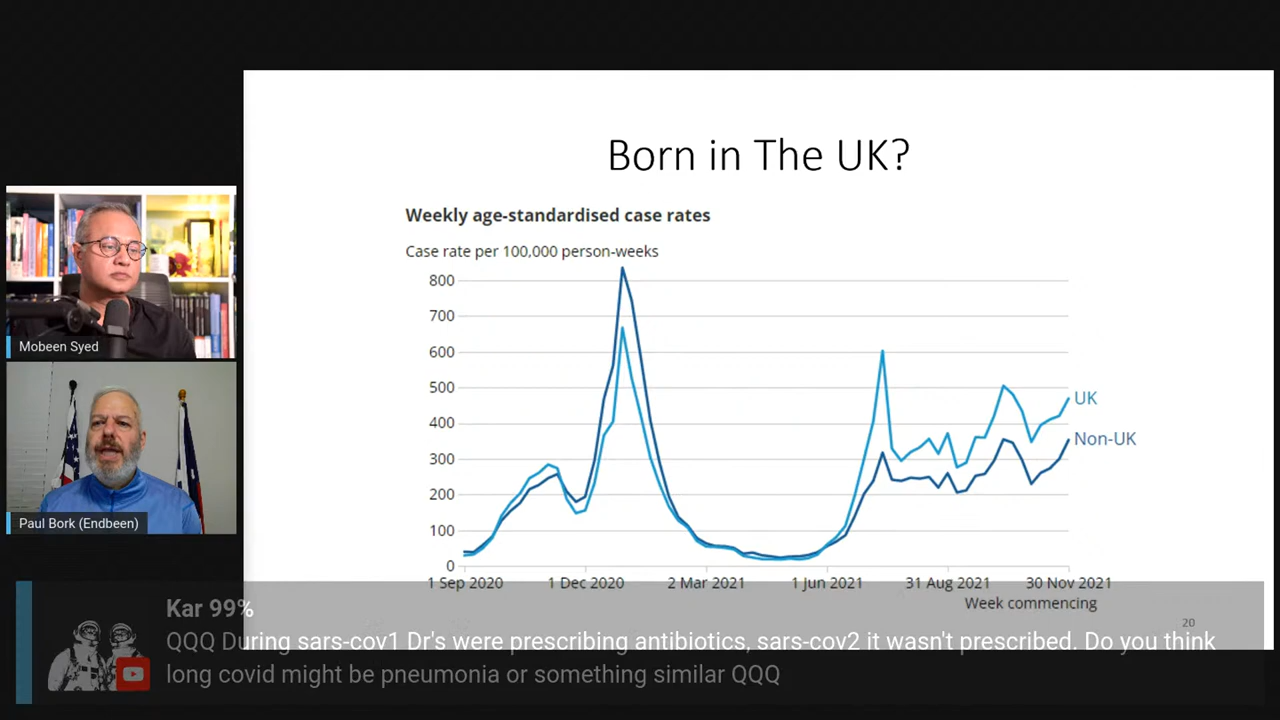 Born in The UK?
Weekly age-standardised case rates
Case rate per 100,000 person-weeks
800
700
600
500
400
300
200
100
0
UK
Non-UK
1 Sep 2020 1 Dec 2020 2 Mar 2021 1 Jun 2021 31 Aug 2021 30 Nov 2021
Week commencing
20
Mobeen Syed
Paul Bork (Endbeen)
Kar 99%
QQQ During sars-cov1 Dr's were prescribing antibiotics, sars-cov2 it wasn't prescribed. Do you think
long covid might be pneumonia or something similar QQQ